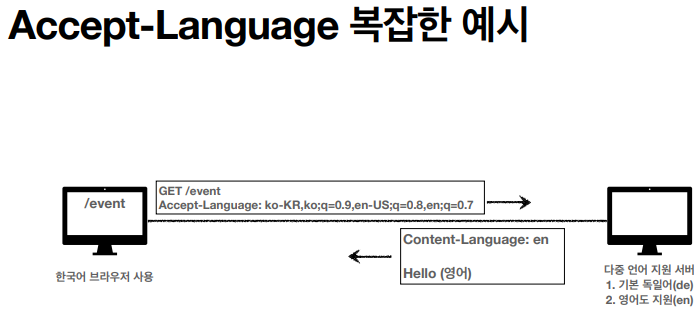 Accept-Language 복잡한 예시
/event
GET /event
Accept-Language: ko-KR,ko;q=0.9,en-US;q=0.8,en;q=0.7
Content-Language: en
Hello (영어)
한국어 브라우저 사용
다중 언어 지원 서버
1. 기본 독일어(de)
2. 영어도 지원(en)